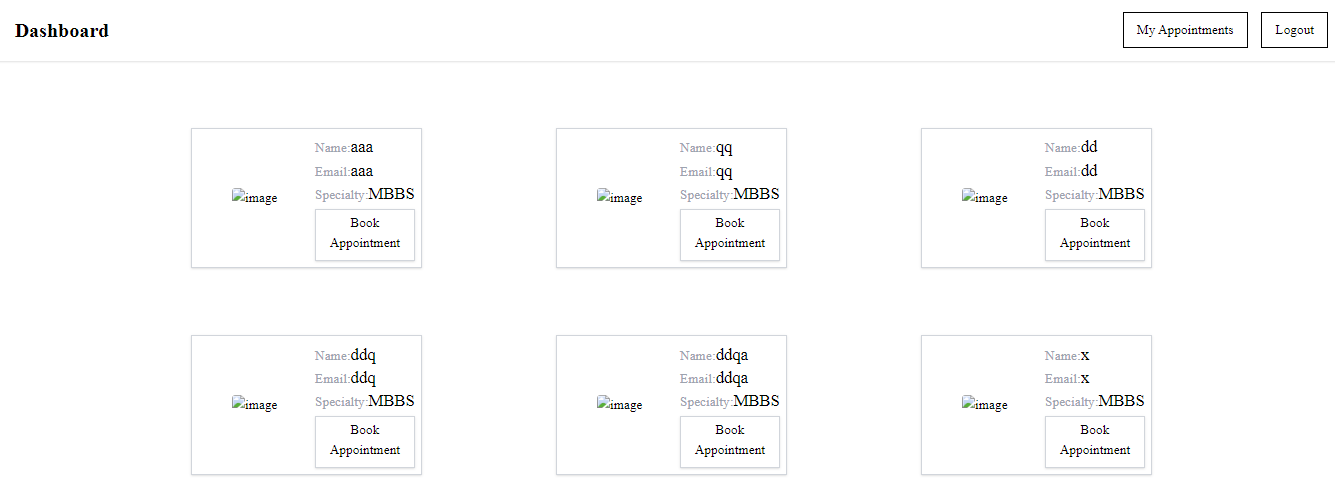 Dashboard
My Appointments
Logout
image
Name:aaa
Email:aaa
Specialty:MBBS
Book
Appointment
image
Name:qq
Email:qq
Specialty:MBBS
Book
Appointment
image
Name:dd
Email:dd
Specialty:MBBS
Book
Appointment
image
Name:ddq
Email:ddq
Specialty:MBBS
Book
Appointment
image
Name:ddqa
Email:ddqa
Specialty:MBBS
Book
Appointment
image
Name:x
Email:x
Specialty:MBBS
Book
Appointment